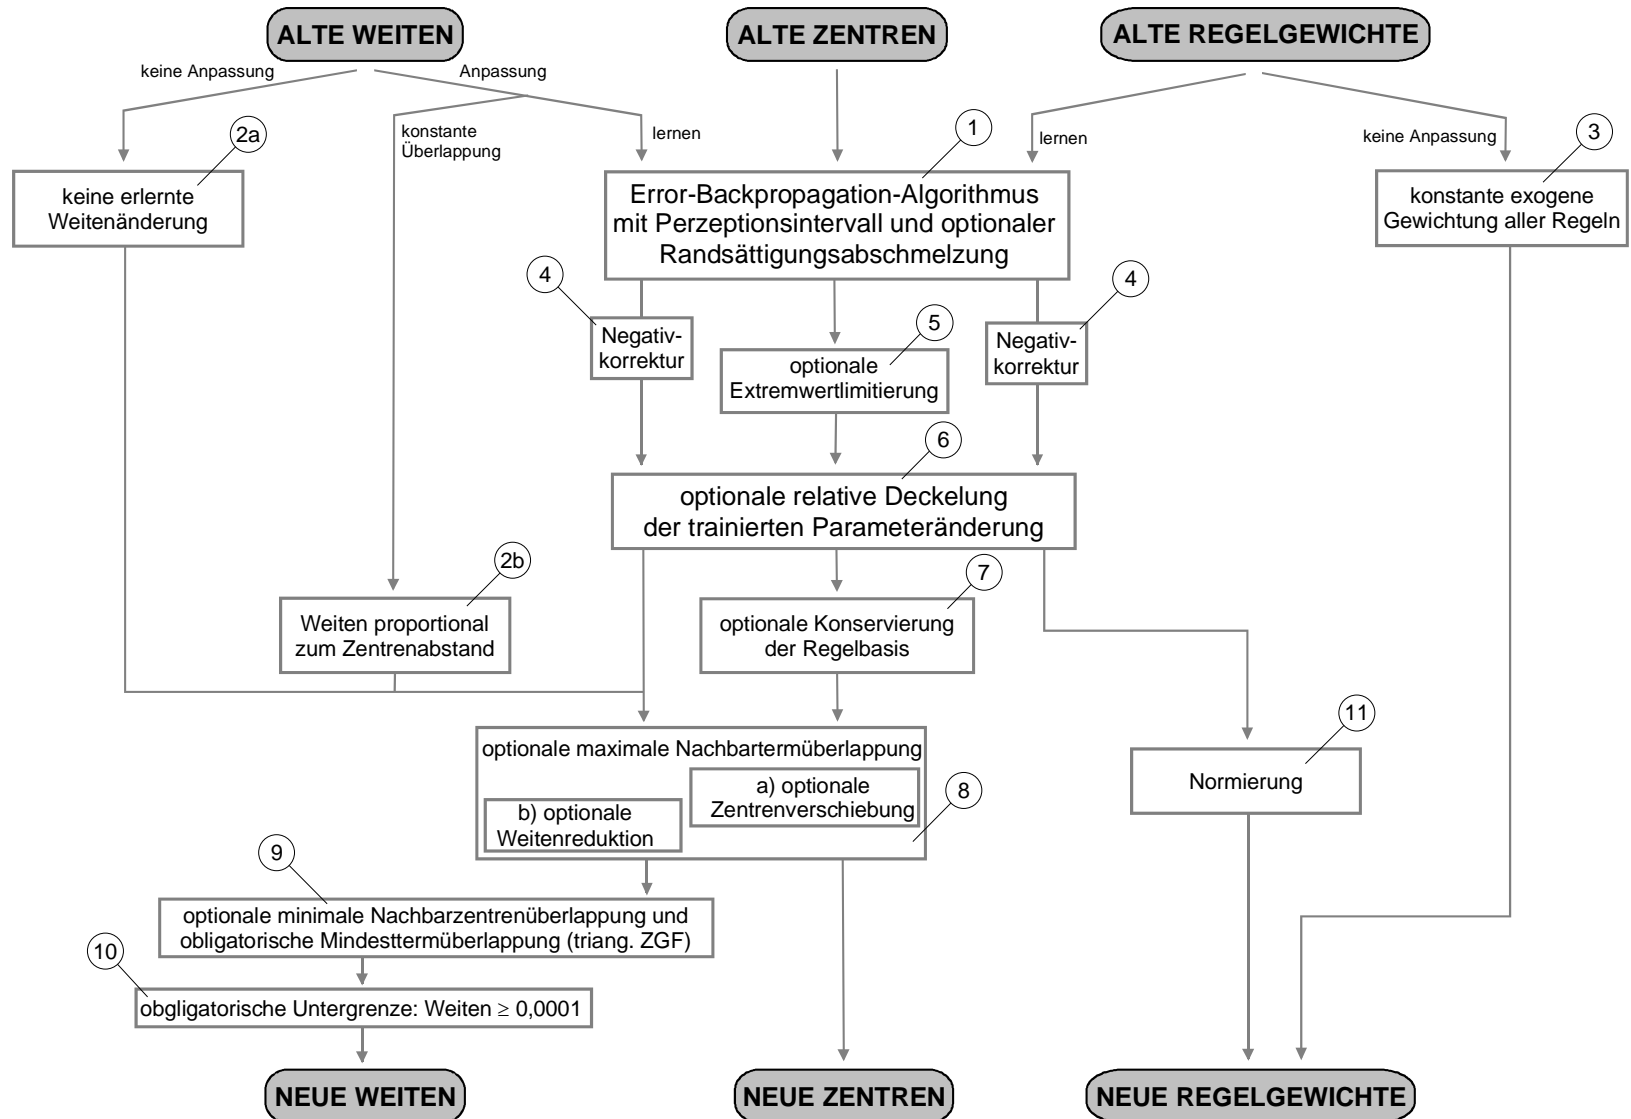 ALTE WEITEN
ALTE ZENTREN
ALTE REGELGEWICHTE
keine Anpassung
Anpassung
konstante
Überlappung
lernen
lernen
keine Anpassung
2a
1
3
keine erlernte
Weitenänderung
Error-Backpropagation-Algorithmus
mit Perzeptionsintervall und optionaler
Randsättigungsabschmelzung
konstante exogene
Gewichtung aller Regeln
4
5
4
Negativ-
korrektur
optionale
Extremwertlimitierung
Negativ-
korrektur
6
optionale relative Deckelung
der trainierten Parameteränderung
2b
7
Weiten proportional
zum Zentrenabstand
optionale Konservierung
der Regelbasis
11
optionale maximale Nachbartermüberlappung
a) optionale
Zentrenverschiebung
b) optionale
Weitenreduktion
8
Normierung
9
optionale minimale Nachbarzentrenüberlappung und
obligatorische Mindesttermüberlappung (triang. ZGF)
10
obgligatorische Untergrenze: Weiten ≥ 0,0001
NEUE WEITEN
NEUE ZENTREN
NEUE REGELGEWICHTE